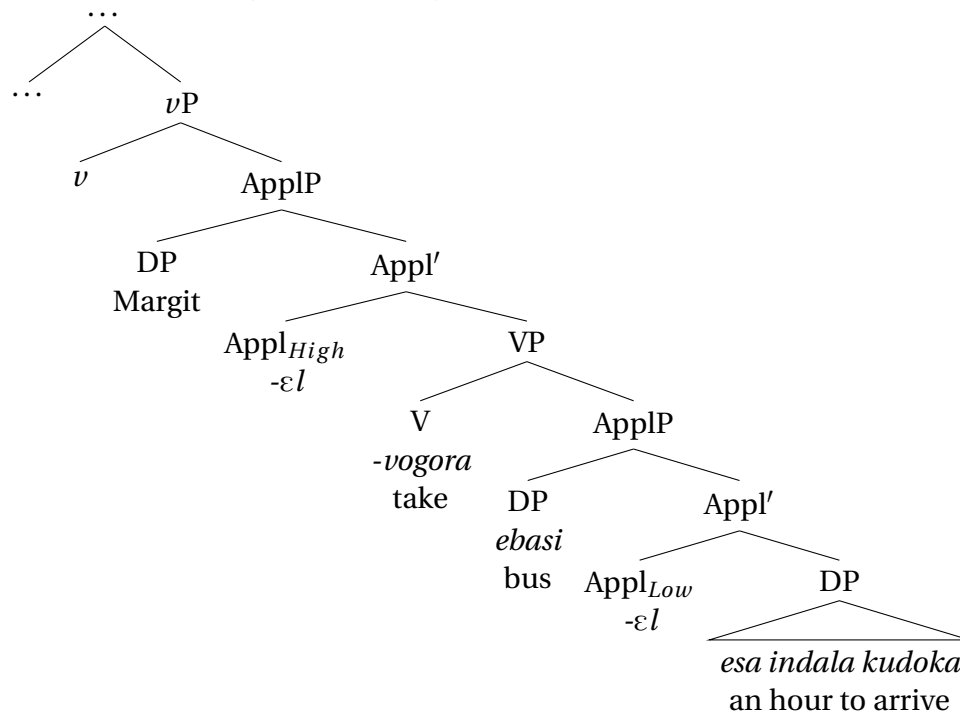 …
…
vP
v
ApplP
DP
Margit
Appl′
Appl_High
-εl
VP
V
-vogora
take
ApplP
DP
ebasi
bus
Appl′
Appl_Low
-εl
DP
esa indala kudoka
an hour to arrive